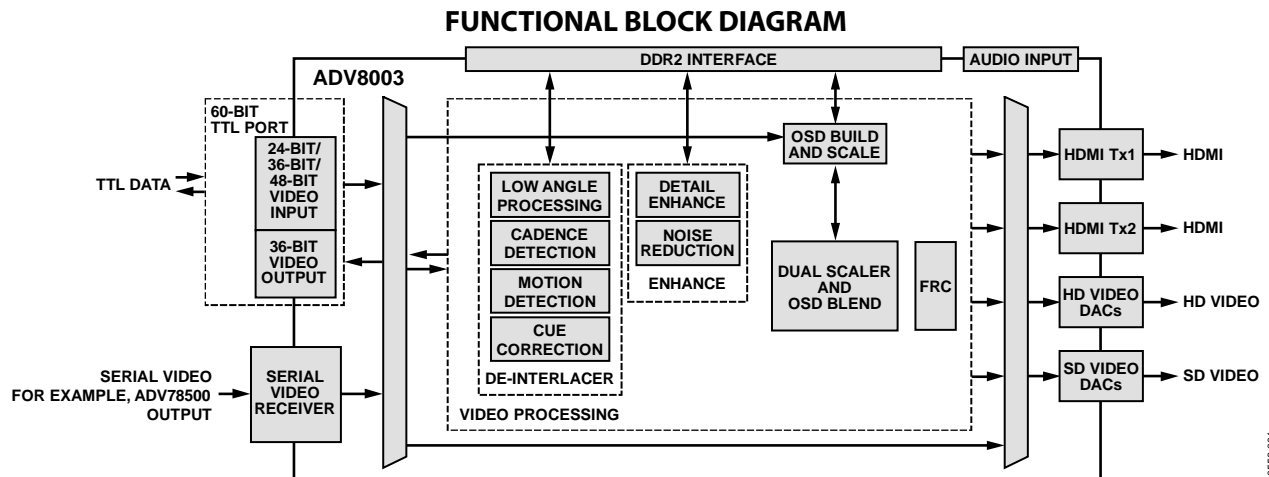 FUNCTIONAL BLOCK DIAGRAM
DDR2 INTERFACE
AUDIO INPUT
ADV8003
60-BIT
TTL PORT
24-BIT/
36-BIT/
48-BIT
VIDEO
INPUT
TTL DATA
36-BIT
VIDEO
OUTPUT
SERIAL VIDEO
FOR EXAMPLE, ADV78500
OUTPUT
SERIAL
VIDEO
RECEIVER
LOW ANGLE
PROCESSING
CADENCE
DETECTION
MOTION
DETECTION
CUE
CORRECTION
DE-INTERLACER
DETAIL
ENHANCE
NOISE
REDUCTION
ENHANCE
OSD BUILD
AND SCALE
DUAL SCALER
AND
OSD BLEND
FRC
VIDEO PROCESSING
HDMI Tx1
HDMI
HDMI Tx2
HDMI
HD VIDEO
DACs
HD VIDEO
SD VIDEO
DACs
SD VIDEO